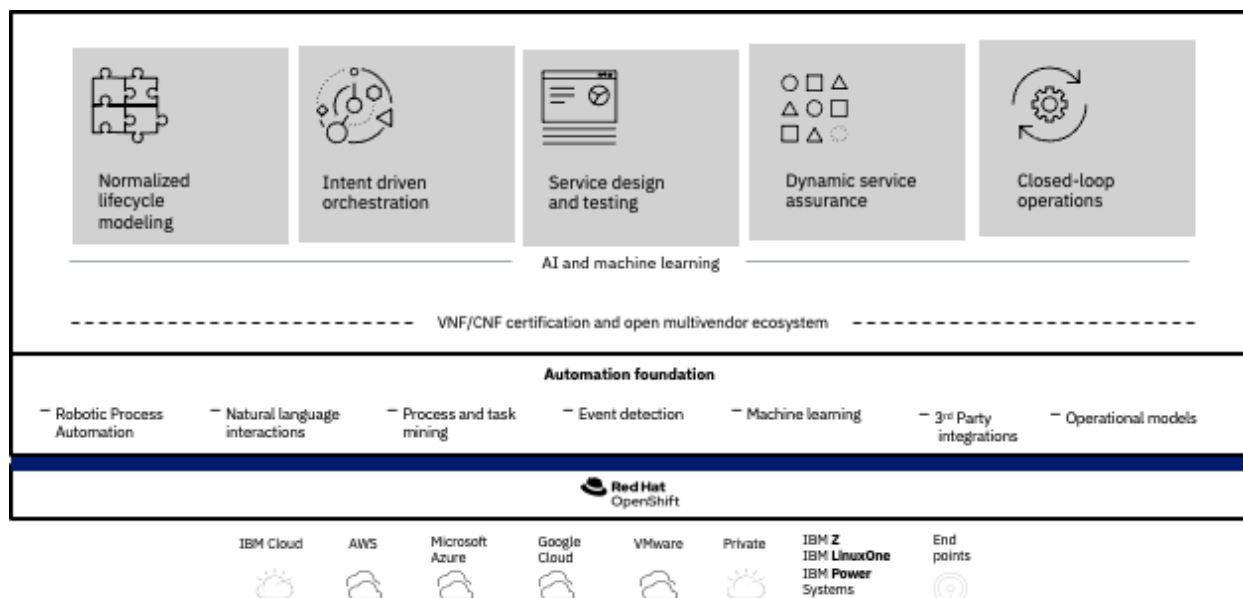 Normalized
lifecycle
modeling
Intent driven
orchestration
Service design
and testing
Dynamic service
assurance
Closed-loop
operations
AI and machine learning
VNF/CNF certification and open multivendor ecosystem
Automation foundation
– Robotic Process
Automation
– Natural language
interactions
– Process and task
mining
– Event detection
– Machine learning
– 3rd Party
integrations
– Operational models
Red Hat
OpenShift
IBM Cloud
AWS
Microsoft
Azure
Google
Cloud
VMware
Private
IBM Z
IBM LinuxOne
IBM Power
Systems
End
points